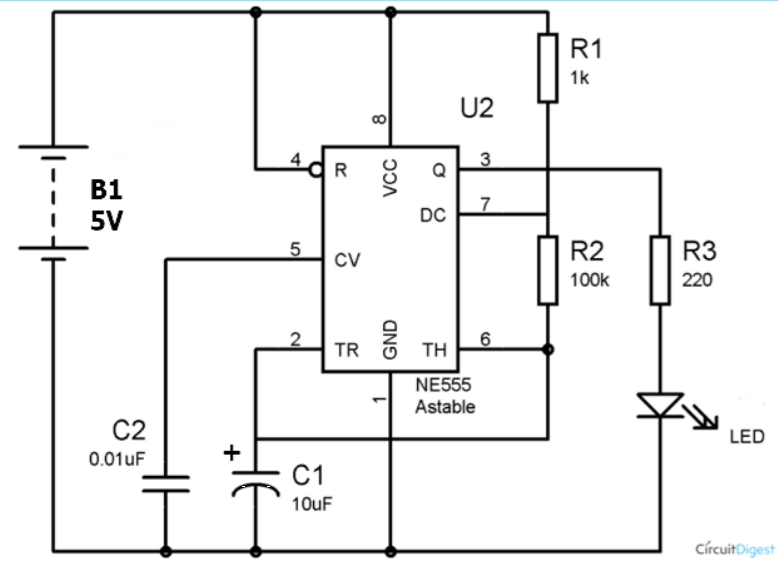 R1
1k
U2
8
4
R
VCC
Q
3
B1
5V
DC
7
5
CV
R2
100k
R3
220
2
TR
GND
TH
6
1
NE555
Astable
C2
0.01uF
+
C1
10uF
LED
CircuitDigest